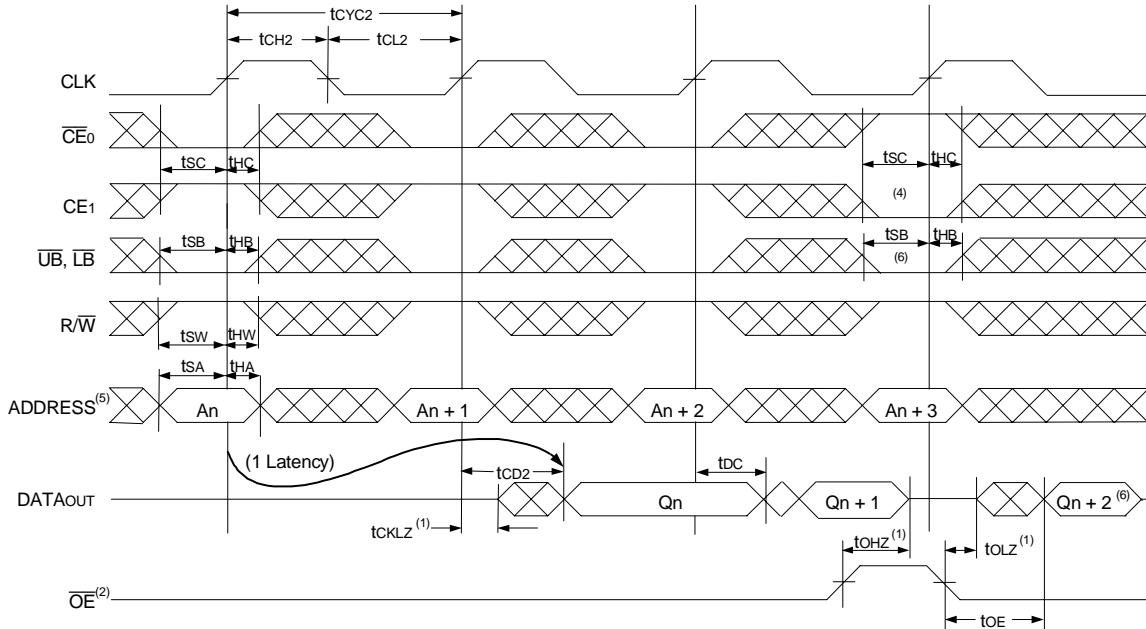 tCYC2
tCH2 tCL2
CLK
CE0
tSC tHC tSC tHC
CE1 (4)
tSB tHB tSB tHB
UB, LB (6)
R/W
tSW tHW
tSA tHA
ADDRESS(5) An An + 1 An + 2 An + 3
(1 Latency) tCD2 tDC
DATAOUT Qn Qn + 1 Qn + 2 (6)
tCKLZ (1) tOHZ (1) tOLZ (1)
OE(2)
tOE